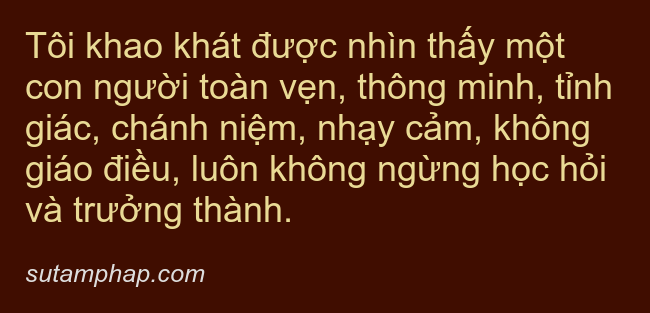 Tôi khao khát được nhìn thấy một
con người toàn vẹn, thông minh, tỉnh
giác, chánh niệm, nhạy cảm, không
giáo điều, luôn không ngừng học hỏi
và trưởng thành.
sutamphap.com